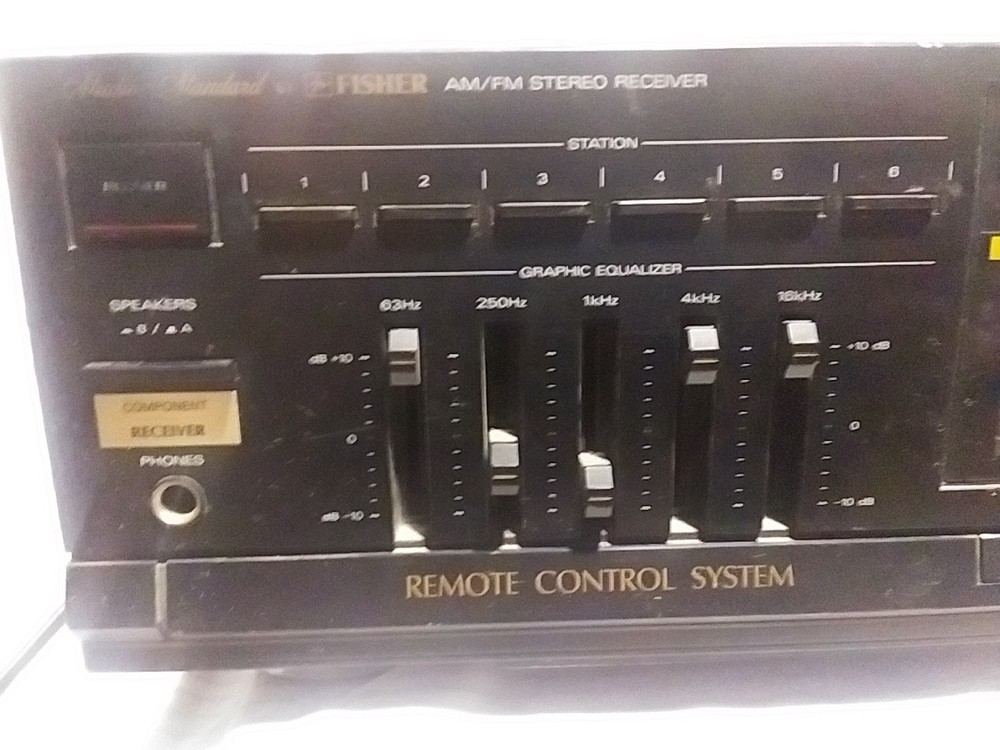 Studio Standard FISHER AM/FM STEREO RECEIVER
STATION
POWER
1 2 3 4 5 6
GRAPHIC EQUALIZER
SPEAKERS
B / A
63Hz 250Hz 1kHz 4kHz 16kHz
dB +10 +10 dB
0 0
dB -10 -10 dB
COMPONENT
RECEIVER
PHONES
REMOTE CONTROL SYSTEM